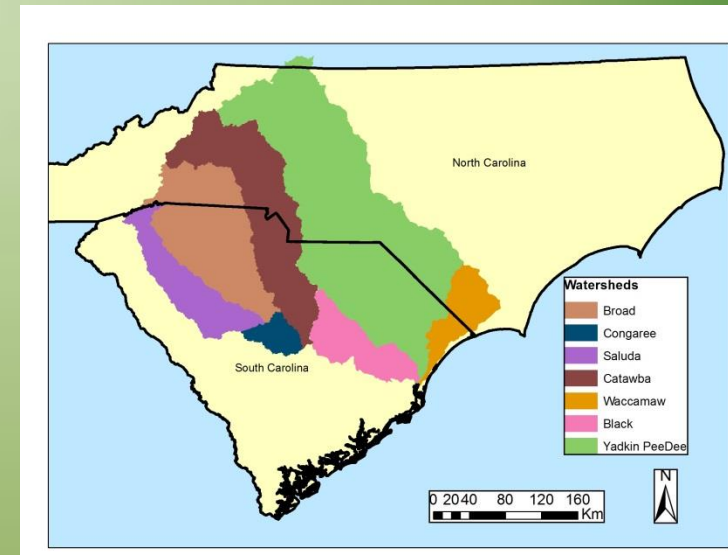 North Carolina
South Carolina
Watersheds
Broad
Congaree
Saluda
Catawba
Waccamaw
Black
Yadkin PeeDee
0 20 40 80 120 160
Km
N